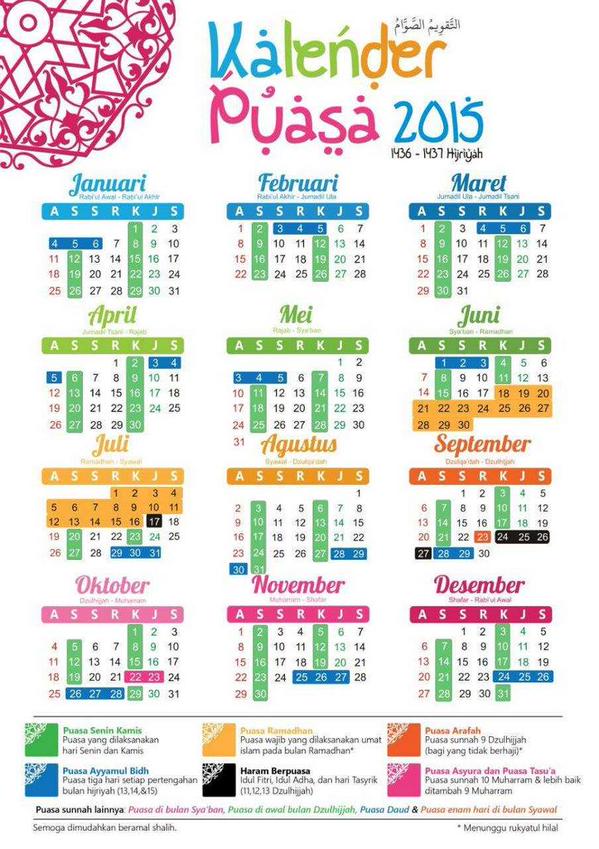 التَّقْوِيمُ الصَّوَّامُ
Kalender
Puasa 2015
1436 - 1437 Hijriyah
Januari
Rabi'ul Awal - Rabi'ul Akhir
A S S R K J S
1 2 3
4 5 6 7 8 9 10
11 12 13 14 15 16 17
18 19 20 21 22 23 24
25 26 27 28 29 30 31
Februari
Rabi'ul Akhir - Jumadil Ula
A S S R K J S
1 2 3 4 5 6 7
8 9 10 11 12 13 14
15 16 17 18 19 20 21
22 23 24 25 26 27 28
Maret
Jumadil Ula - Jumadil Tsani
A S S R K J S
1 2 3 4 5 6 7
8 9 10 11 12 13 14
15 16 17 18 19 20 21
22 23 24 25 26 27 28
29 30 31
April
Jumadil Tsani - Rajab
A S S R K J S
1 2 3 4
5 6 7 8 9 10 11
12 13 14 15 16 17 18
19 20 21 22 23 24 25
26 27 28 29 30
Mei
Rajab - Sya'ban
A S S R K J S
1 2
3 4 5 6 7 8 9
10 11 12 13 14 15 16
17 18 19 20 21 22 23
24 25 26 27 28 29 30
31
Juni
Sya'ban - Ramadhan
A S S R K J S
1 2 3 4 5 6
7 8 9 10 11 12 13
14 15 16 17 18 19 20
21 22 23 24 25 26 27
28 29 30
Juli
Ramadhan - Syawal
A S S R K J S
1 2 3 4
5 6 7 8 9 10 11
12 13 14 15 16 17 18
19 20 21 22 23 24 25
26 27 28 29 30 31
Agustus
Syawal - Dzulqa'dah
A S S R K J S
1
2 3 4 5 6 7 8
9 10 11 12 13 14 15
16 17 18 19 20 21 22
23 24 25 26 27 28 29
30 31
September
Dzulqa'dah - Dzulhijjah
A S S R K J S
1 2 3 4 5
6 7 8 9 10 11 12
13 14 15 16 17 18 19
20 21 22 23 24 25 26
27 28 29 30
Oktober
Dzulhijjah - Muharram
A S S R K J S
1 2 3
4 5 6 7 8 9 10
11 12 13 14 15 16 17
18 19 20 21 22 23 24
25 26 27 28 29 30 31
November
Muharram - Shafar
A S S R K J S
1 2 3 4 5 6 7
8 9 10 11 12 13 14
15 16 17 18 19 20 21
22 23 24 25 26 27 28
29 30
Desember
Shafar - Rabi'ul Awal
A S S R K J S
1 2 3 4 5
6 7 8 9 10 11 12
13 14 15 16 17 18 19
20 21 22 23 24 25 26
27 28 29 30 31
Puasa Senin Kamis
Puasa yang dilaksanakan
hari Senin dan Kamis
Puasa Ramadhan
Puasa wajib yang dilaksanakan umat
islam pada bulan Ramadhan*
Puasa Arafah
Puasa sunnah 9 Dzulhijjah
(bagi yang tidak berhaji)*
Puasa Ayyamul Bidh
Puasa tiga hari setiap pertengahan
bulan hijriyah (13,14,&15)
Haram Berpuasa
Idul Fitri, Idul Adha, dan hari Tasyrik
(11,12,13 Dzulhijjah)
Puasa Asyura dan Puasa Tasu'a
Puasa sunnah 10 Muharram & lebih baik
ditambah 9 Muharram
Puasa sunnah lainnya: Puasa di bulan Sya'ban, Puasa di awal bulan Dzulhijjah, Puasa Daud & Puasa enam hari di bulan Syawal
Semoga dimudahkan beramal shalih.
* Menunggu rukyatul hilal